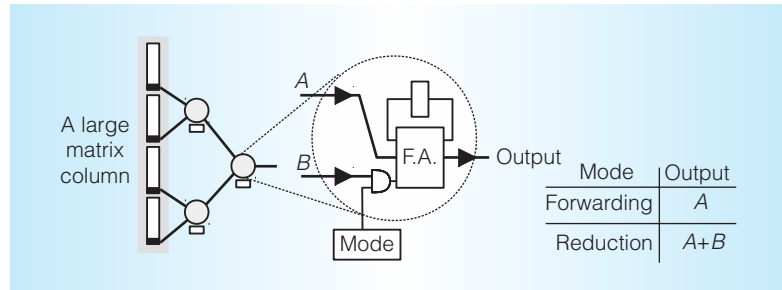 A large
matrix
column
A
B
F.A.
Output
Mode
Mode Output
Forwarding A
Reduction A+B